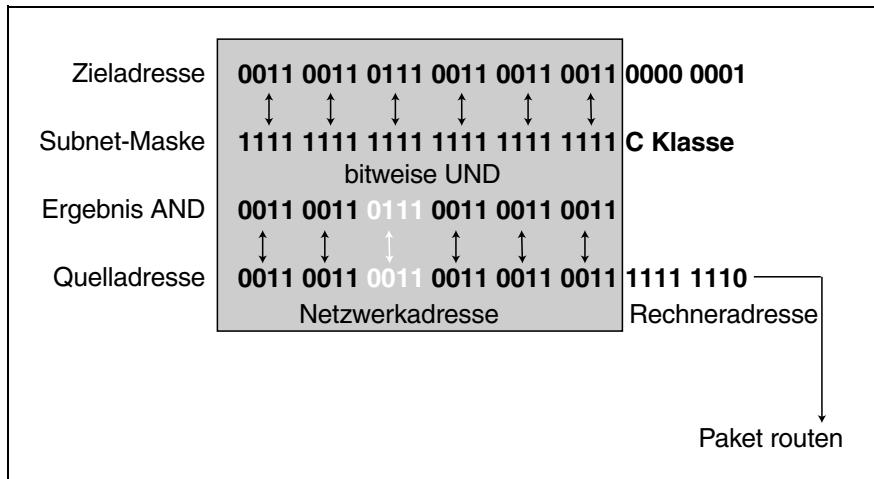 Zieladresse 0011 0011 0111 0011 0011 0011 0000 0001
Subnet-Maske 1111 1111 1111 1111 1111 1111 C Klasse
bitweise UND
Ergebnis AND 0011 0011 0111 0011 0011 0011
Quelladresse 0011 0011 0011 0011 0011 0011 1111 1110
Netzwerkadresse Rechneradresse
Paket routen